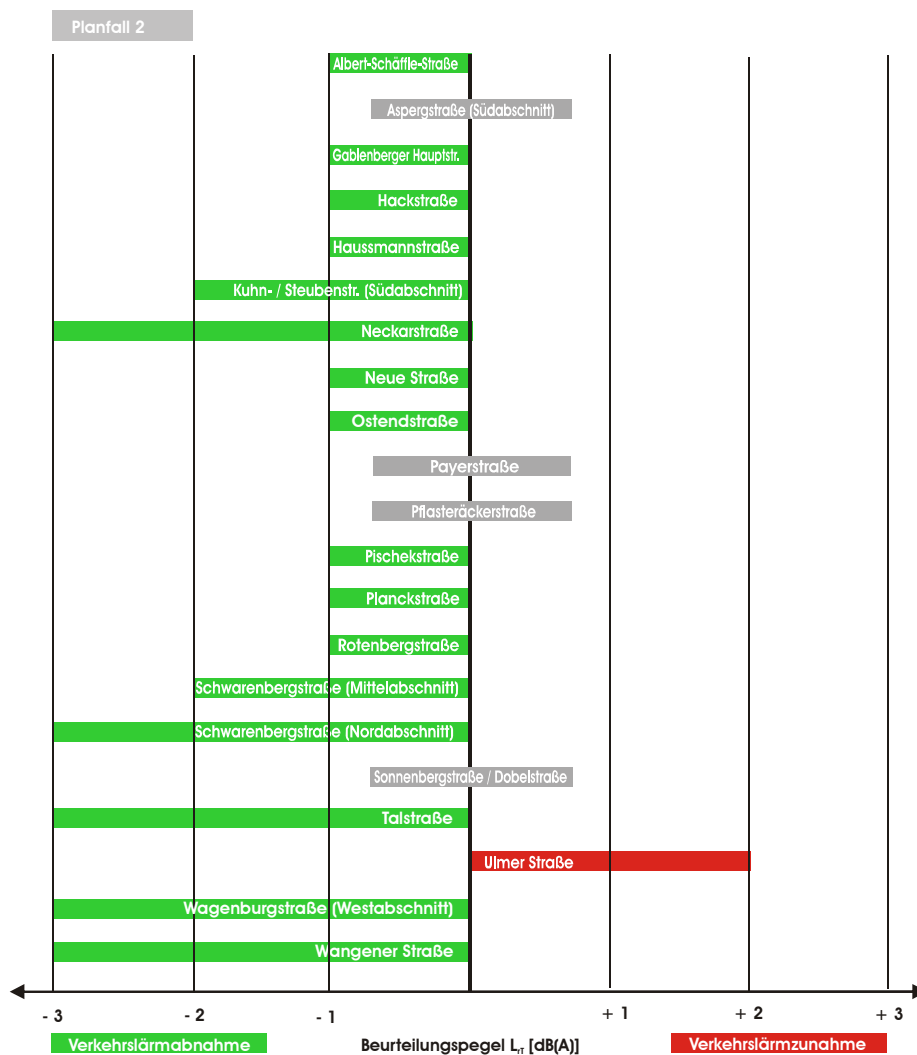 Planfall 2
Albert-Schäffle-Straße
Aspergstraße (Südabschnitt)
Gablenberger Hauptstr.
Hackstraße
Haussmannstraße
Kuhn- / Steubenstr. (Südabschnitt)
Neckarstraße
Neue Straße
Ostendstraße
Payerstraße
Pflasteräckerstraße
Pischekstraße
Planckstraße
Rotenbergstraße
Schwarenbergstraße (Mittelabschnitt)
Schwarenbergstraße (Nordabschnitt)
Sonnenbergstraße / Dobelstraße
Talstraße
Ulmer Straße
Wagenburgstraße (Westabschnitt)
Wangener Straße
- 3 - 2 - 1 + 1 + 2 + 3
Verkehrslärmabnahme Beurteilungspegel LrT [dB(A)] Verkehrslärmzunahme